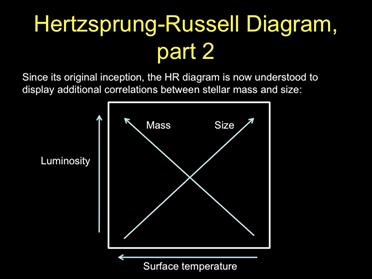 Hertzsprung-Russell Diagram,
part 2
Since its original inception, the HR diagram is now understood to
display additional correlations between stellar mass and size:
Mass
Size
Luminosity
Surface temperature